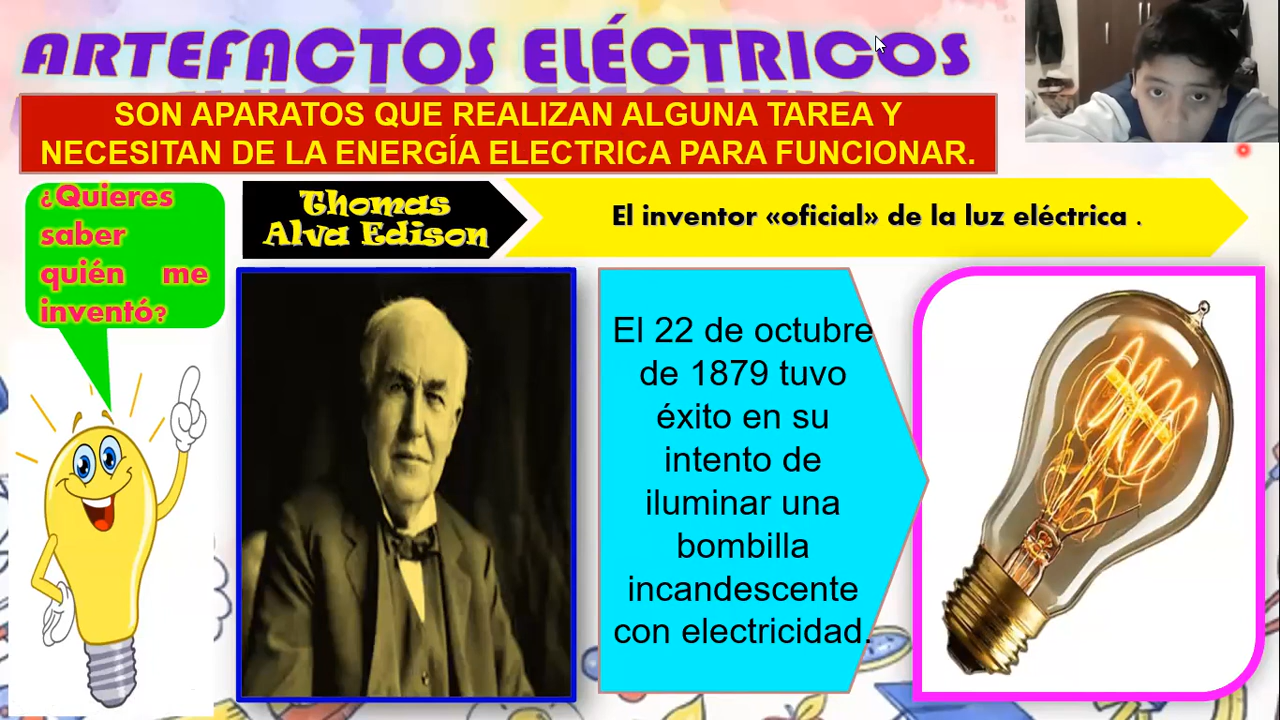 ARTEFACTOS ELÉCTRICOS
SON APARATOS QUE REALIZAN ALGUNA TAREA Y
NECESITAN DE LA ENERGÍA ELECTRICA PARA FUNCIONAR.
¿Quieres
saber
quién me
inventó?
Thomas
Alva Edison
El inventor «oficial» de la luz eléctrica .
El 22 de octubre
de 1879 tuvo
éxito en su
intento de
iluminar una
bombilla
incandescente
con electricidad.